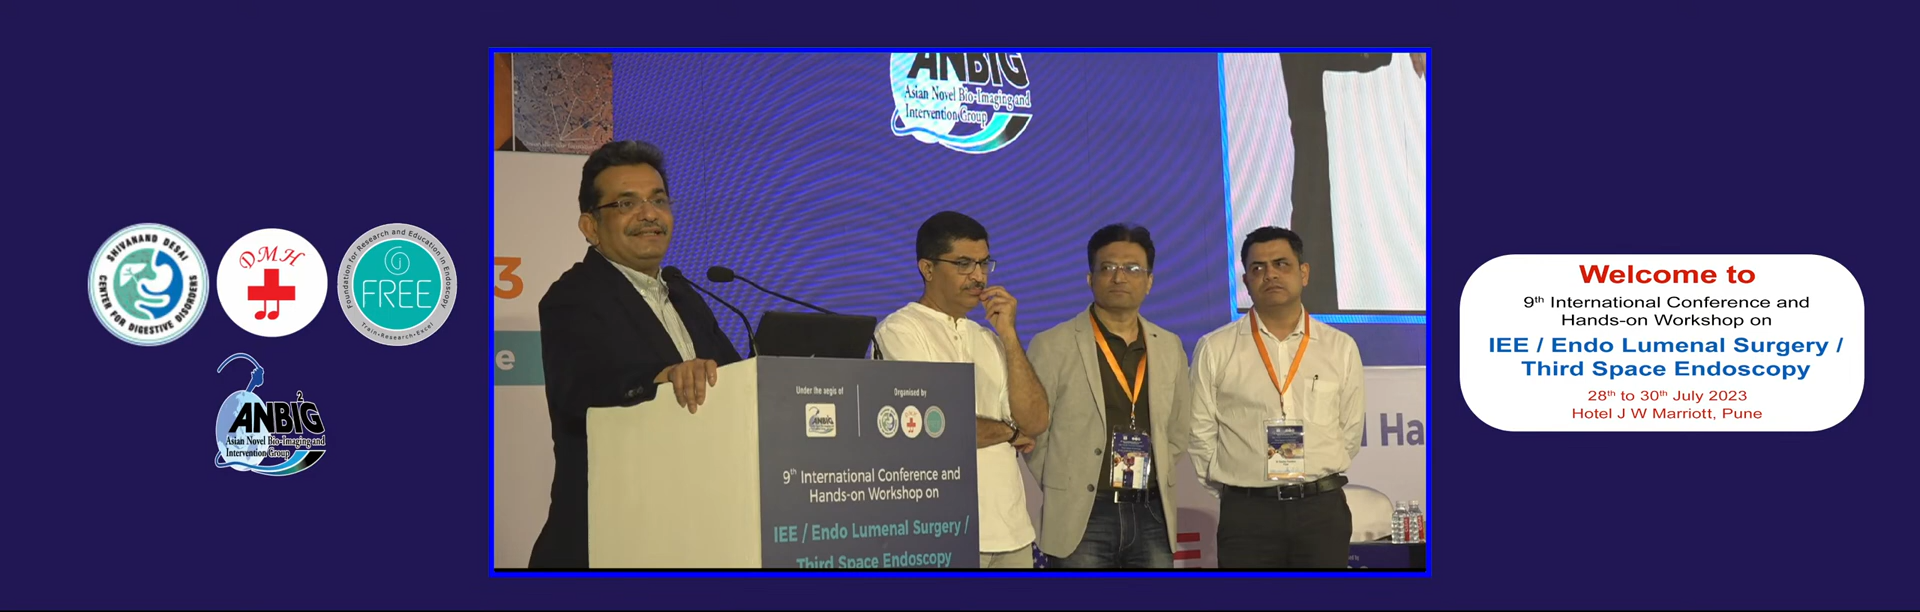 SHIVANAND DESAI
CENTER FOR DIGESTIVE DISORDERS
DMH
Foundation for Research and Education in Endoscopy
FREE
Train•Research•Excel
ANBIG
2
Asian Novel Bio-Imaging and
Intervention Group
ANBIG
Asian Novel Bio-Imaging and
Intervention Group
3
e
Under the aegis of
Organised by
ANBIG
9th International Conference and
Hands-on Workshop on
IEE / Endo Lumenal Surgery /
Third Space Endoscopy
Ha
Welcome to
9th International Conference and
Hands-on Workshop on
IEE / Endo Lumenal Surgery /
Third Space Endoscopy
28th to 30th July 2023
Hotel J W Marriott, Pune